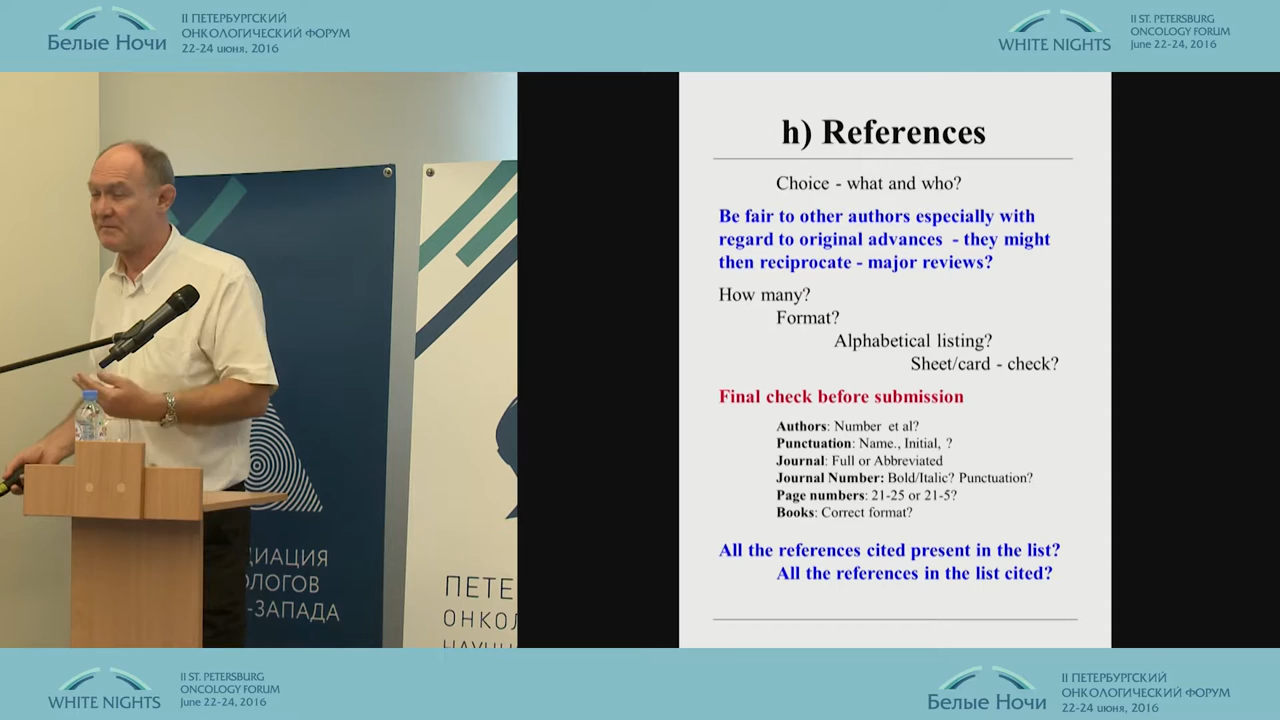 Белые Ночи
II ПЕТЕРБУРГСКИЙ
ОНКОЛОГИЧЕСКИЙ ФОРУМ
22-24 июня, 2016
WHITE NIGHTS
II ST. PETERSBURG
ONCOLOGY FORUM
June 22-24, 2016
h) References
Choice - what and who?
Be fair to other authors especially with
regard to original advances - they might
then reciprocate - major reviews?
How many?
Format?
Alphabetical listing?
Sheet/card - check?
Final check before submission
Authors: Number et al?
Punctuation: Name., Initial, ?
Journal: Full or Abbreviated
Journal Number: Bold/Italic? Punctuation?
Page numbers: 21-25 or 21-5?
Books: Correct format?
All the references cited present in the list?
All the references in the list cited?
ЦИАЦИЯ
ОЛОГОВ
-ЗАПАДА
ПЕТЕ
ОНКОЛ
НАУЧН
WHITE NIGHTS
II ST. PETERSBURG
ONCOLOGY FORUM
June 22-24, 2016
Белые Ночи
II ПЕТЕРБУРГСКИЙ
ОНКОЛОГИЧЕСКИЙ ФОРУМ
22-24 июня, 2016